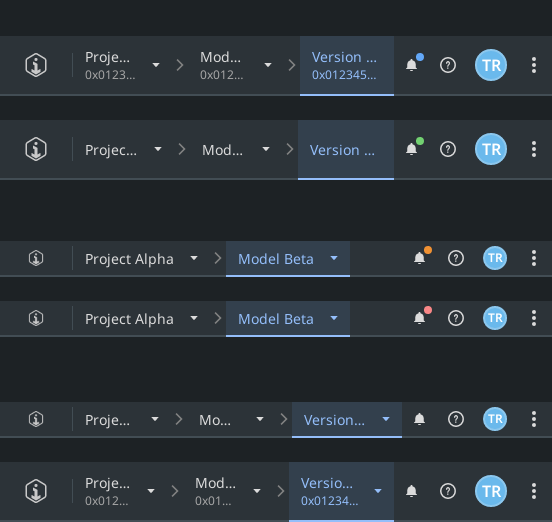 Proje... Mod... Version ...
0x0123... 0x012... 0x012345...
TR
Projec... Mod... Version ...
TR
Project Alpha Model Beta
TR
Project Alpha Model Beta
TR
Proje... Mo... Version...
TR
Proje... Mod... Versio...
0x012... 0x01... 0x01234...
TR